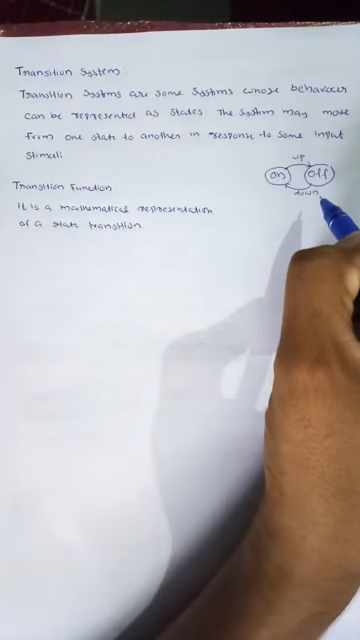 Transition System:
Transition Systems are some Systems whose behaviour
can be represented as states The System may move
from one state to another in response to some input
Stimuli
up
on off
down
Transition Function
It is a mathematical representation
of a state transition